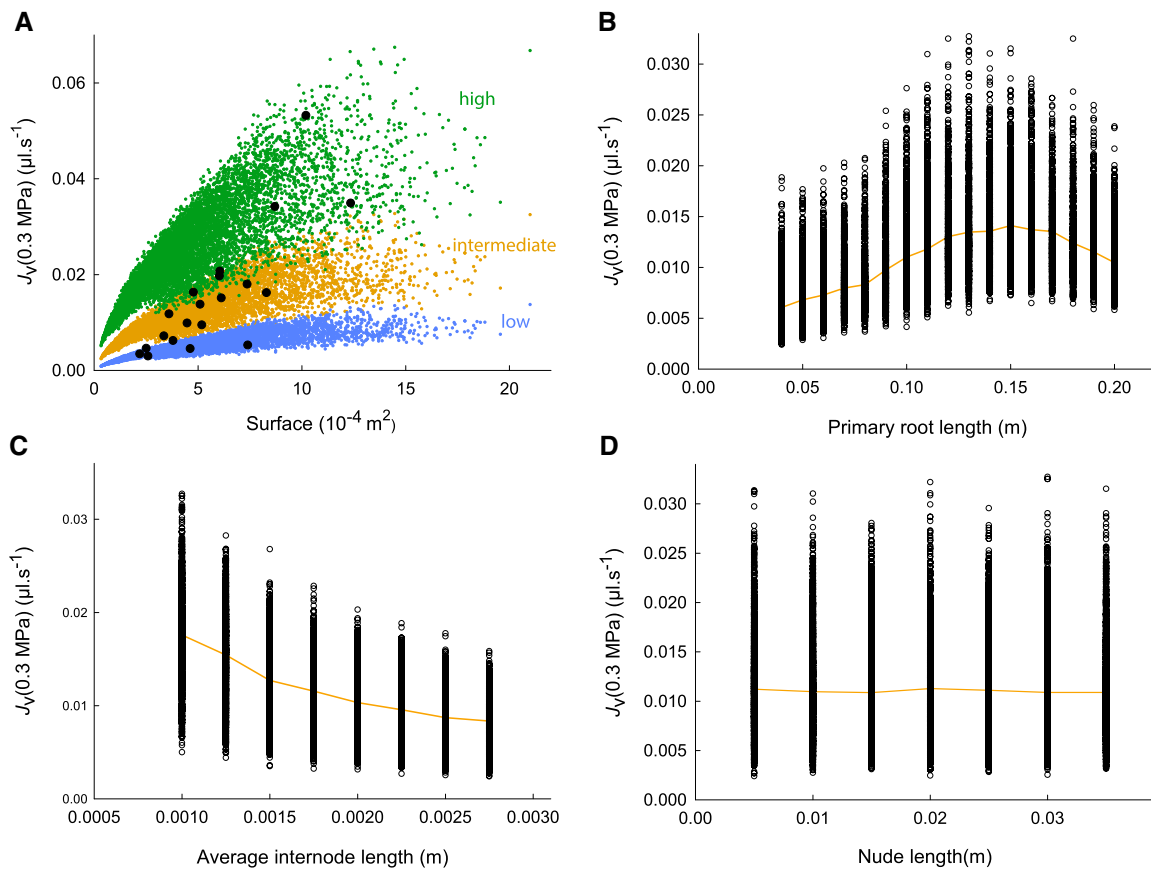 A
J_V(0.3 MPa) (µl.s⁻¹)
0.06
0.04
0.02
0.00
high
intermediate
low
0
5
10
15
20
Surface (10⁻⁴ m²)
B
J_V(0.3 MPa) (µl.s⁻¹)
0.030
0.025
0.020
0.015
0.010
0.005
0.000
0.00
0.05
0.10
0.15
0.20
Primary root length (m)
C
J_V(0.3 MPa) (µl.s⁻¹)
0.03
0.02
0.01
0.00
0.0005
0.0010
0.0015
0.0020
0.0025
0.0030
Average internode length (m)
D
J_V(0.3 MPa) (µl.s⁻¹)
0.030
0.025
0.020
0.015
0.010
0.005
0.000
0.00
0.01
0.02
0.03
Nude length(m)